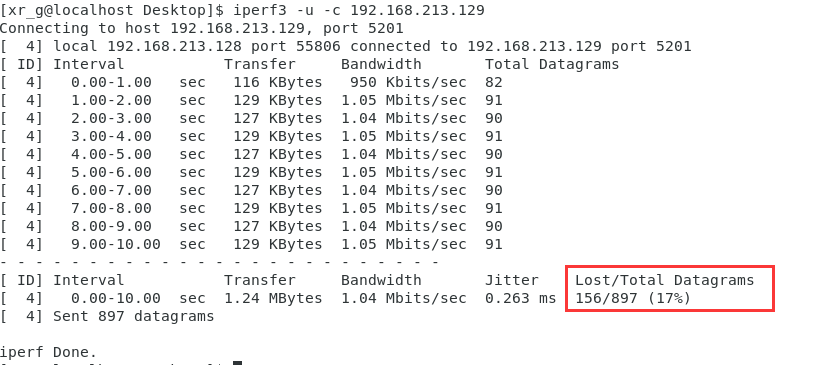 [xr_g@localhost Desktop]$ iperf3 -u -c 192.168.213.129
Connecting to host 192.168.213.129, port 5201
[  4] local 192.168.213.128 port 55806 connected to 192.168.213.129 port 5201
[ ID] Interval           Transfer     Bandwidth       Total Datagrams
[  4]   0.00-1.00   sec   116 KBytes   950 Kbits/sec  82
[  4]   1.00-2.00   sec   129 KBytes  1.05 Mbits/sec  91
[  4]   2.00-3.00   sec   127 KBytes  1.04 Mbits/sec  90
[  4]   3.00-4.00   sec   129 KBytes  1.05 Mbits/sec  91
[  4]   4.00-5.00   sec   127 KBytes  1.04 Mbits/sec  90
[  4]   5.00-6.00   sec   129 KBytes  1.05 Mbits/sec  91
[  4]   6.00-7.00   sec   127 KBytes  1.04 Mbits/sec  90
[  4]   7.00-8.00   sec   129 KBytes  1.05 Mbits/sec  91
[  4]   8.00-9.00   sec   127 KBytes  1.04 Mbits/sec  90
[  4]   9.00-10.00  sec   129 KBytes  1.05 Mbits/sec  91
- - - - - - - - - - - - - - - - - - - - - - - - -
[ ID] Interval           Transfer     Bandwidth       Jitter    Lost/Total Datagrams
[  4]   0.00-10.00  sec  1.24 MBytes  1.04 Mbits/sec  0.263 ms  156/897 (17%)
[  4] Sent 897 datagrams
iperf Done.